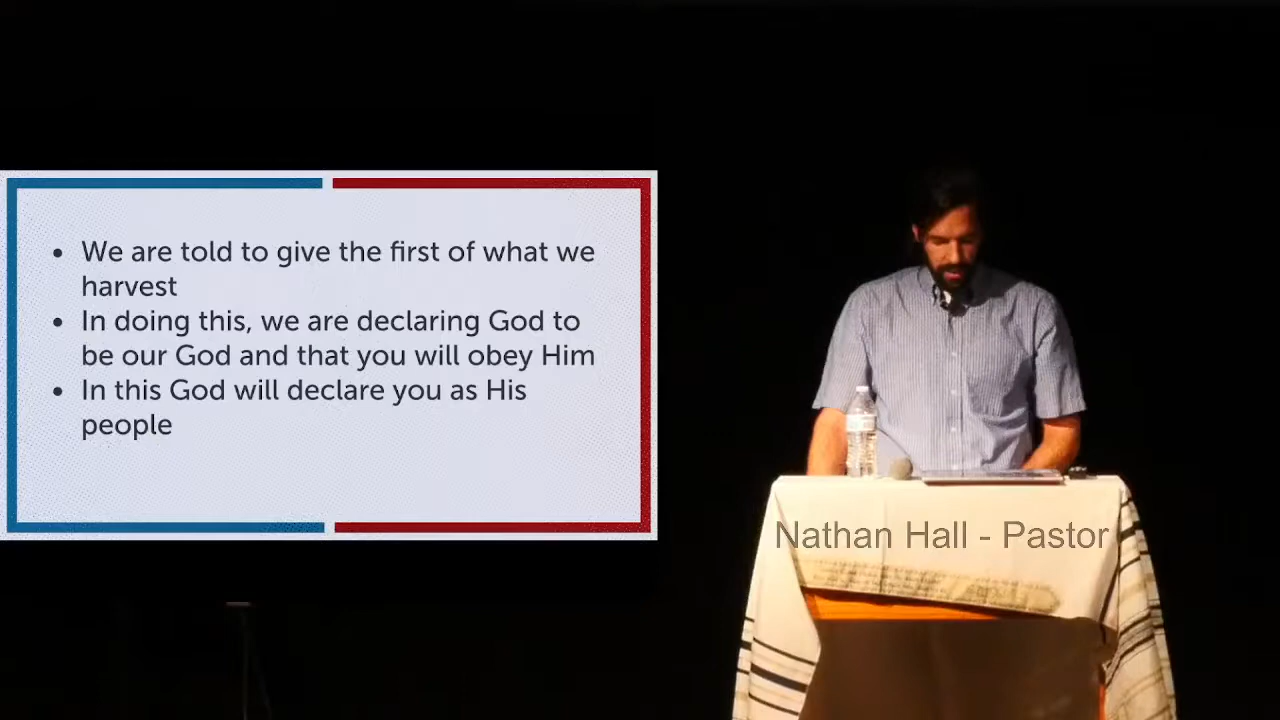 • We are told to give the first of what we
harvest
• In doing this, we are declaring God to
be our God and that you will obey Him
• In this God will declare you as His
people
Nathan Hall - Pastor